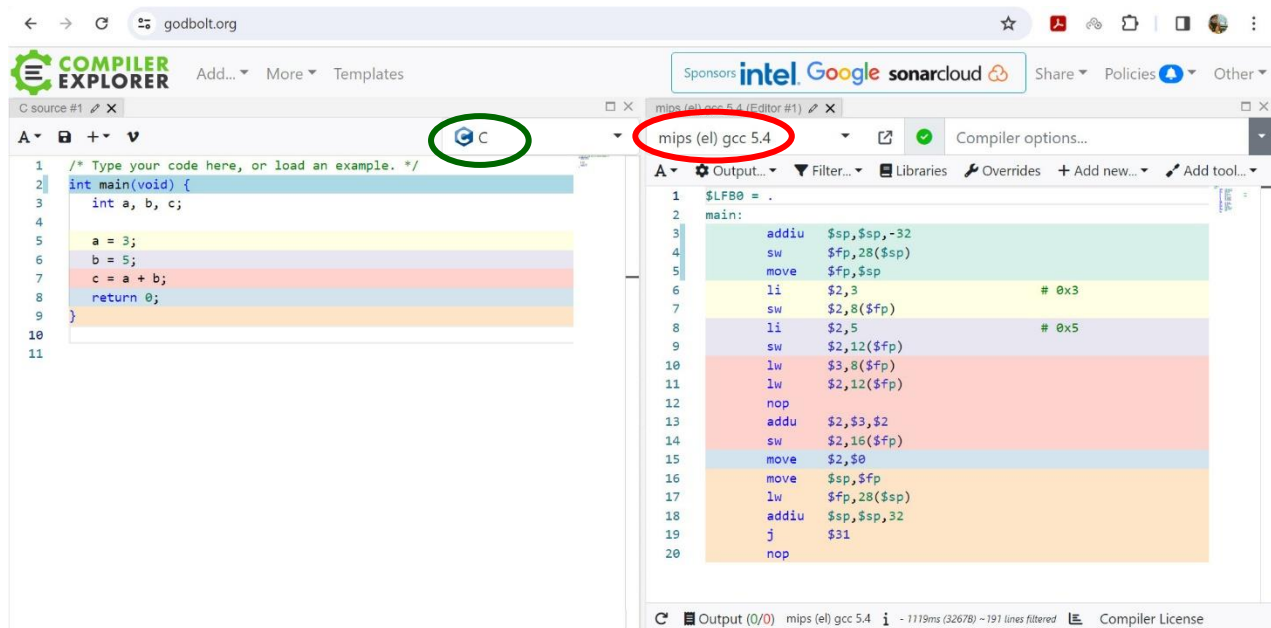 godbolt.org
COMPILER
EXPLORER
Add... More Templates
Sponsors intel. Google sonarcloud Share Policies Other
C source #1
mips (el) gcc 5.4 (Editor #1)
A + v
C
mips (el) gcc 5.4
Compiler options...
A Output... Filter... Libraries Overrides + Add new... Add tool...
1 /* Type your code here, or load an example. */
2 int main(void) {
3 int a, b, c;
4
5 a = 3;
6 b = 5;
7 c = a + b;
8 return 0;
9 }
10
11
1 $LFB0 = .
2 main:
3 addiu $sp,$sp,-32
4 sw $fp,28($sp)
5 move $fp,$sp
6 li $2,3 # 0x3
7 sw $2,8($fp)
8 li $2,5 # 0x5
9 sw $2,12($fp)
10 lw $3,8($fp)
11 lw $2,12($fp)
12 nop
13 addu $2,$3,$2
14 sw $2,16($fp)
15 move $2,$0
16 move $sp,$fp
17 lw $fp,28($sp)
18 addiu $sp,$sp,32
19 j $31
20 nop
Output (0/0) mips (el) gcc 5.4 i - 1119ms (3267B) ~191 lines filtered Compiler License